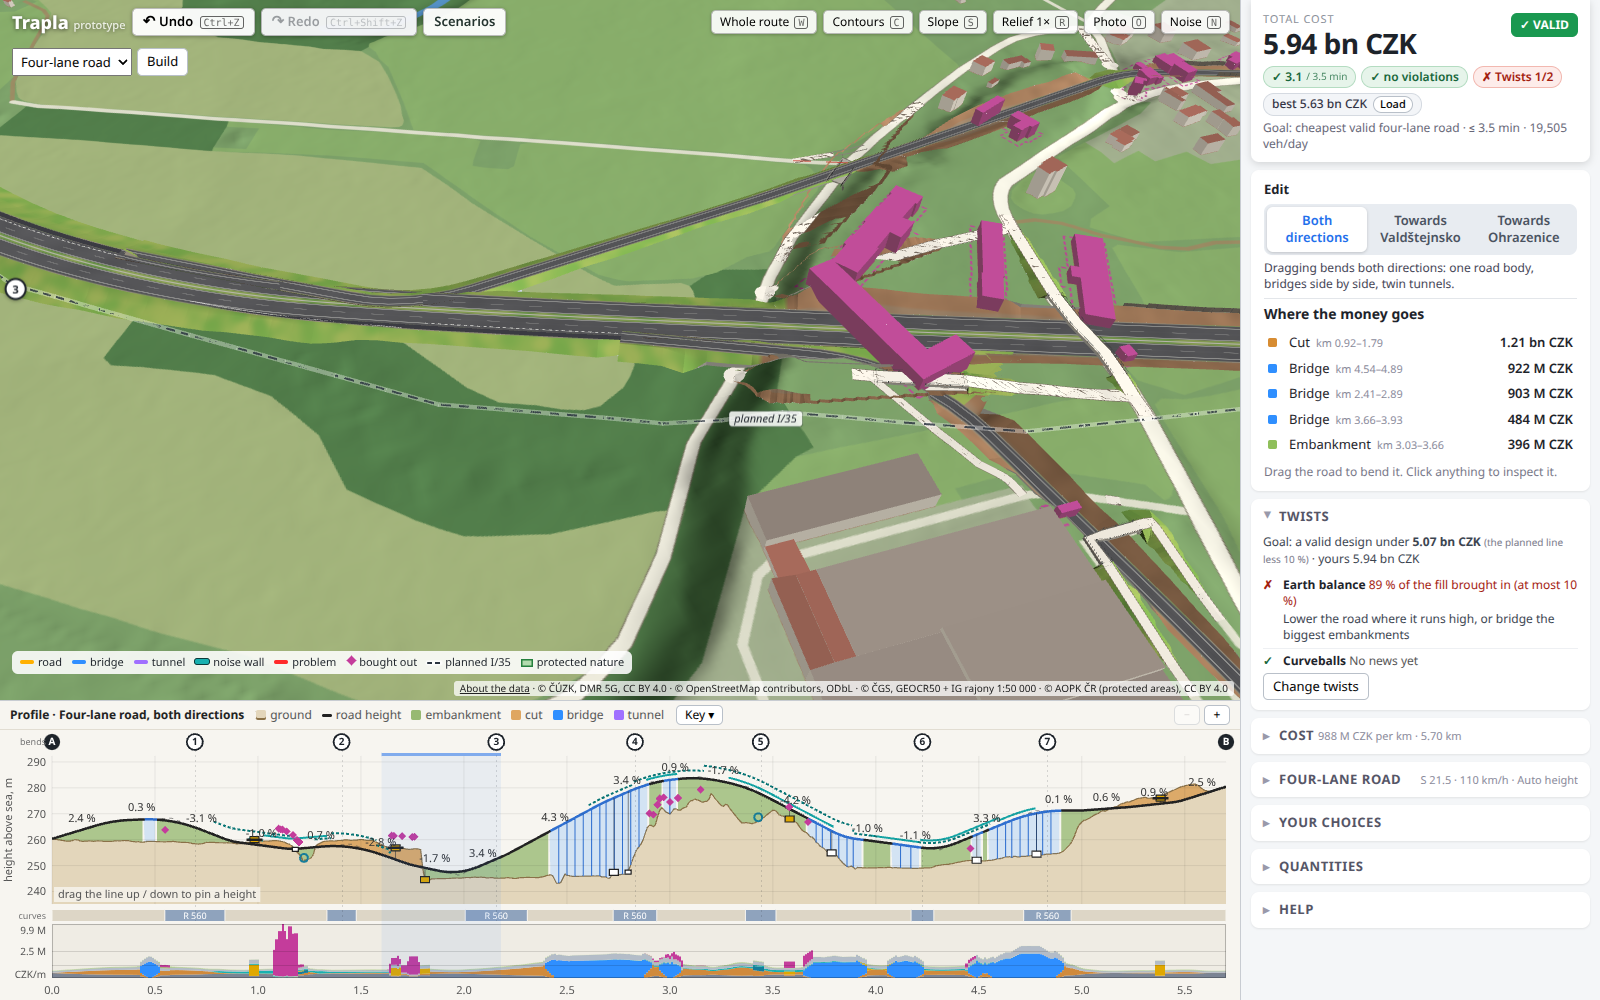 Trapla prototype
↶ Undo Ctrl+Z
↷ Redo Ctrl+Shift+Z
Scenarios
Whole route W
Contours C
Slope S
Relief 1× R
Photo O
Noise N
Four-lane road
Build
3
planned I/35
road
bridge
tunnel
noise wall
problem
bought out
planned I/35
protected nature
About the data · © ČÚZK, DMR 5G, CC BY 4.0 · © OpenStreetMap contributors, ODbL · © ČGS, GEOCR50 + IG rajony 1:50 000 · © AOPK ČR (protected areas), CC BY 4.0
TOTAL COST
5.94 bn CZK
✓ VALID
✓ 3.1 / 3.5 min
✓ no violations
✗ Twists 1/2
best 5.63 bn CZK Load
Goal: cheapest valid four-lane road · ≤ 3.5 min · 19,505
veh/day
Edit
Both directions
Towards Valdštejnsko
Towards Ohrazenice
Dragging bends both directions: one road body,
bridges side by side, twin tunnels.
Where the money goes
Cut km 0.92–1.79 1.21 bn CZK
Bridge km 4.54–4.89 922 M CZK
Bridge km 2.41–2.89 903 M CZK
Bridge km 3.66–3.93 484 M CZK
Embankment km 3.03–3.66 396 M CZK
Drag the road to bend it. Click anything to inspect it.
▼ TWISTS
Goal: a valid design under 5.07 bn CZK (the planned line
less 10 %) · yours 5.94 bn CZK
✗ Earth balance 89 % of the fill brought in (at most 10
%)
Lower the road where it runs high, or bridge the
biggest embankments
✓ Curveballs No news yet
Change twists
▶ COST 988 M CZK per km · 5.70 km
▶ FOUR-LANE ROAD S 21.5 · 110 km/h · Auto height
▶ YOUR CHOICES
▶ QUANTITIES
▶ HELP
Profile · Four-lane road, both directions
ground
road height
embankment
cut
bridge
tunnel
Key ▾
−
+
bends A 1 2 3 4 5 6 7 B
height above sea, m
290
280
270
260
250
240
2.4 %
0.3 %
-3.1 %
-1.0 %
0.7 %
-2.8 %
-1.7 %
3.4 %
4.3 %
3.4 %
0.9 %
-1.7 %
-4.2 %
-1.0 %
-1.1 %
3.3 %
0.1 %
0.6 %
0.9 %
2.5 %
drag the line up / down to pin a height
curves R 560 R 560 R 560 R 560
9.9 M
2.5 M
CZK/m
0.0 0.5 1.0 1.5 2.0 2.5 3.0 3.5 4.0 4.5 5.0 5.5